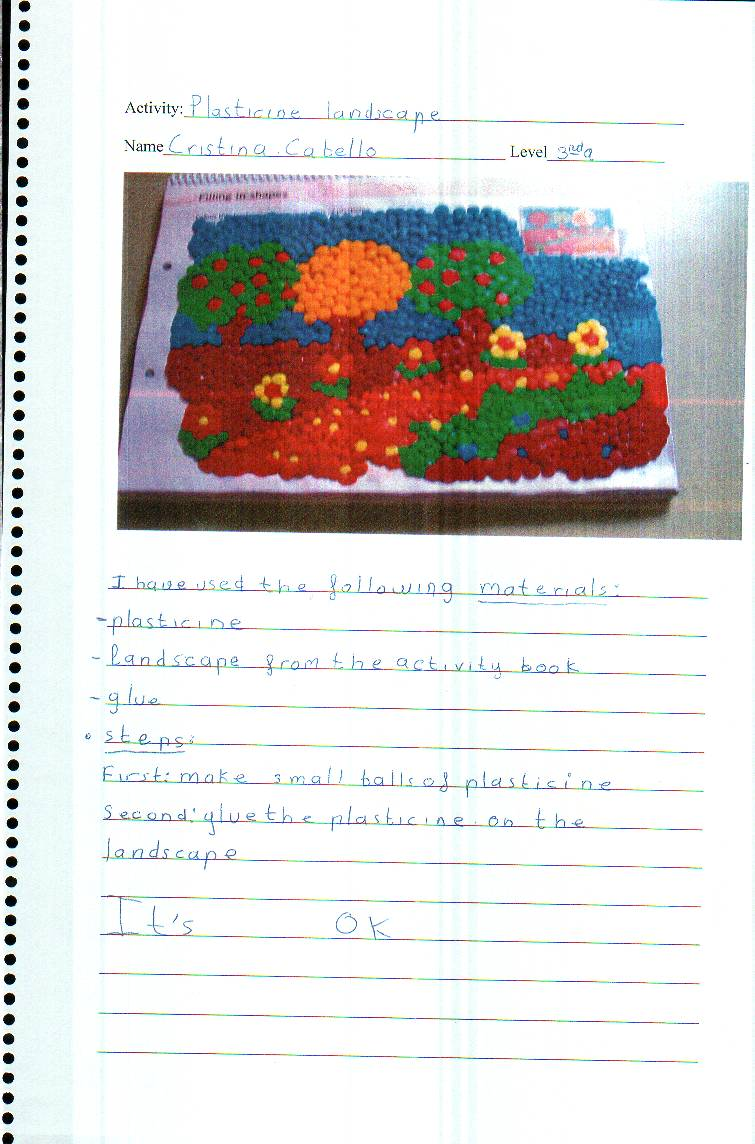 Activity: Plasticine landscape
Name Cristina Cabello Level 3nd a
Filling in shapes
I have used the following materials:
- plasticine
- landscape from the activity book
- glue
• steps:
First: make small balls of plasticine
Second: glue the plasticine on the
landscape
It's OK